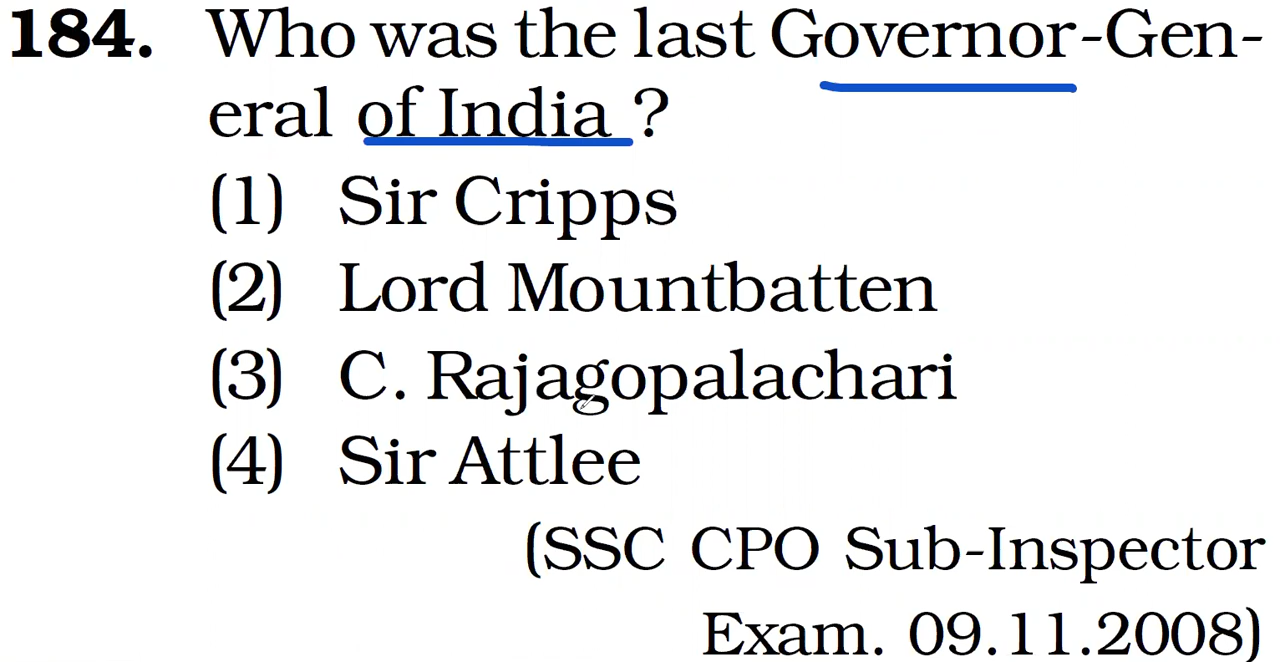 184. Who was the last Governor-Gen-
eral of India ?
(1) Sir Cripps
(2) Lord Mountbatten
(3) C. Rajagopalachari
(4) Sir Attlee
(SSC CPO Sub-Inspector
Exam. 09.11.2008)